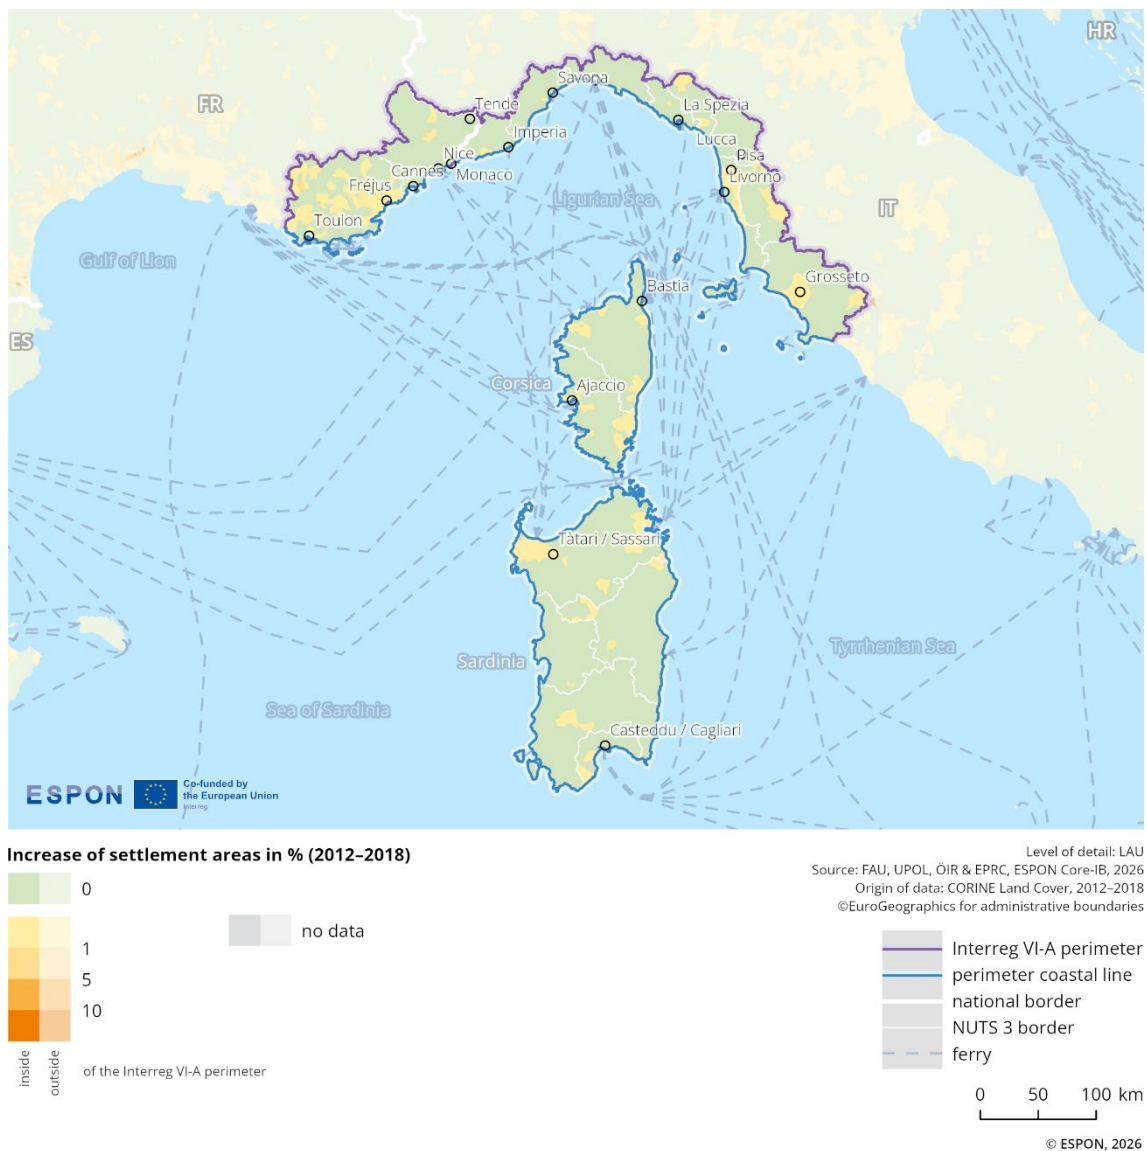 HR
FR
Savona
Tende
La Spezia
Imperia
Lucca
Nice
Pisa
Cannes
Monaco
Livorno
Fréjus
Ligurian Sea
IT
Toulon
Gulf of Lion
Grosseto
Bastia
ES
Corsica
Ajaccio
Tàtari / Sassari
Tyrrhenian Sea
Sardinia
Sea of Sardinia
Casteddu / Cagliari
ESPON
Co-funded by
the European Union
Interreg
Increase of settlement areas in % (2012–2018)
0
1
5
10
no data
inside
outside
of the Interreg VI-A perimeter
Level of detail: LAU
Source: FAU, UPOL, ÖIR & EPRC, ESPON Core-IB, 2026
Origin of data: CORINE Land Cover, 2012–2018
©EuroGeographics for administrative boundaries
Interreg VI-A perimeter
perimeter coastal line
national border
NUTS 3 border
ferry
0 50 100 km
© ESPON, 2026